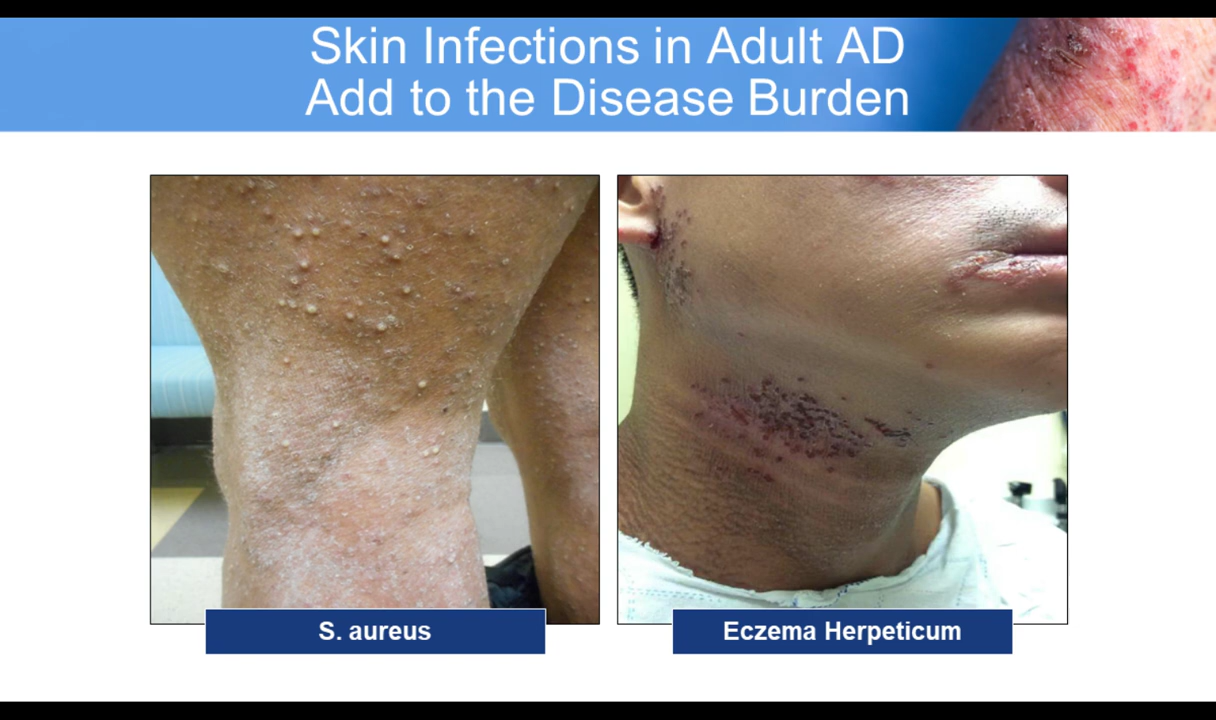 Skin Infections in Adult AD
Add to the Disease Burden
S. aureus
Eczema Herpeticum